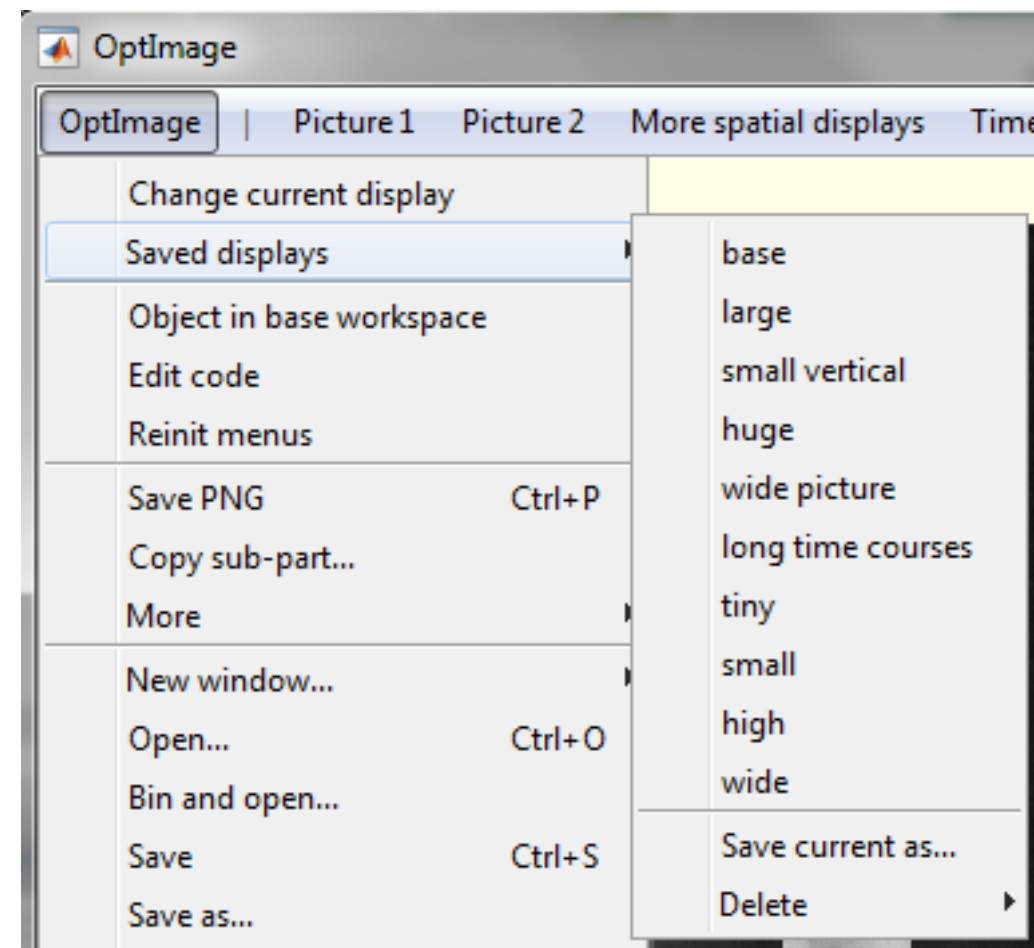 OptImage
OptImage | Picture 1 Picture 2 More spatial displays Time
Change current display
Saved displays
Object in base workspace
Edit code
Reinit menus
Save PNG Ctrl+P
Copy sub-part...
More
New window...
Open... Ctrl+O
Bin and open...
Save Ctrl+S
Save as...
base
large
small vertical
huge
wide picture
long time courses
tiny
small
high
wide
Save current as...
Delete